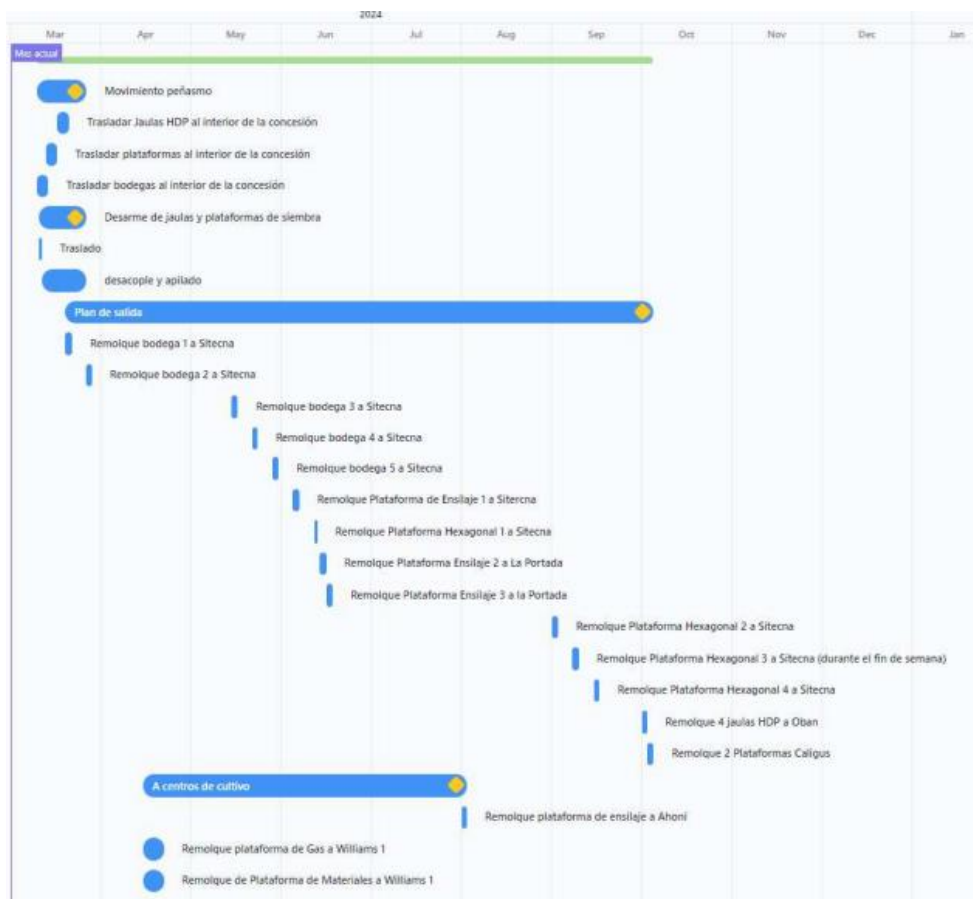 2024
Mar Apr May Jun Jul Aug Sep Oct Nov Dec Jan
Mes actual
Movimiento peñasmo
Trasladar Jaulas HDP al interior de la concesión
Trasladar plataformas al interior de la concesión
Trasladar bodegas al interior de la concesión
Desarme de jaulas y plataformas de siembra
Traslado
desacople y apilado
Plan de salida
Remolque bodega 1 a Sitecna
Remolque bodega 2 a Sitecna
Remolque bodega 3 a Sitecna
Remolque bodega 4 a Sitecna
Remolque bodega 5 a Sitecna
Remolque Plataforma de Ensilaje 1 a Sitercna
Remolque Plataforma Hexagonal 1 a Sitecna
Remolque Plataforma Ensilaje 2 a La Portada
Remolque Plataforma Ensilaje 3 a la Portada
Remolque Plataforma Hexagonal 2 a Sitecna
Remolque Plataforma Hexagonal 3 a Sitecna (durante el fin de semana)
Remolque Plataforma Hexagonal 4 a Sitecna
Remolque 4 jaulas HDP a Oban
Remolque 2 Plataformas Caligus
A centros de cultivo
Remolque plataforma de ensilaje a Ahoni
Remolque plataforma de Gas a Williams 1
Remolque de Plataforma de Materiales a Williams 1